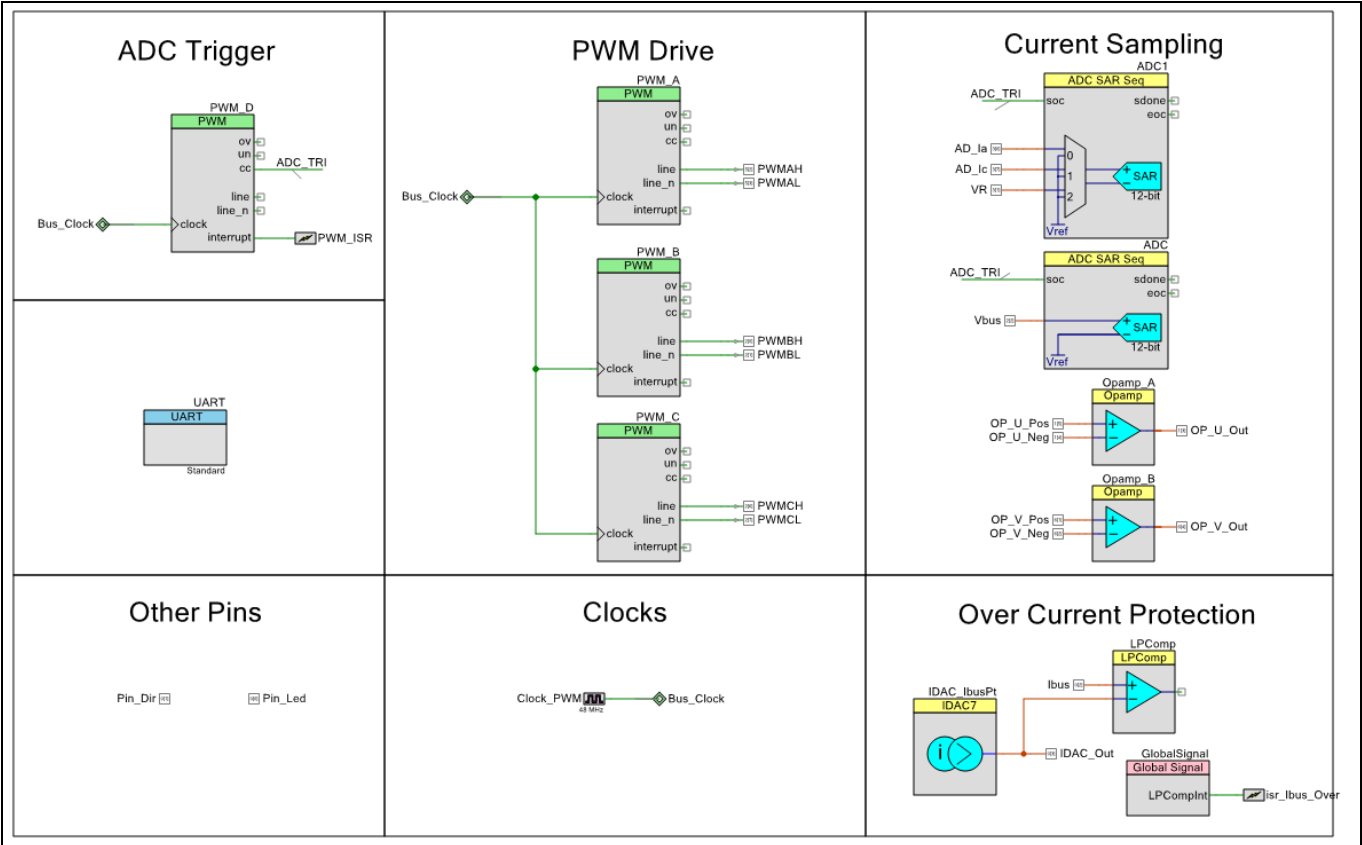 ADC Trigger
PWM_D
PWM
ov
un
cc
ADC_TRI
line
line_n
Bus_Clock
clock
interrupt
PWM_ISR
UART
UART
Standard
PWM Drive
PWM_A
PWM
ov
un
cc
line
PWMAH
line_n
PWMAL
Bus_Clock
clock
interrupt
PWM_B
PWM
ov
un
cc
line
PWMBH
line_n
PWMBL
clock
interrupt
PWM_C
PWM
ov
un
cc
line
PWMCH
line_n
PWMCL
clock
interrupt
Current Sampling
ADC1
ADC SAR Seq
ADC_TRI
soc
sdone
eoc
AD_Ia
0
AD_Ic
1
SAR
VR
2
12-bit
Vref
ADC
ADC SAR Seq
ADC_TRI
soc
sdone
eoc
Vbus
SAR
12-bit
Vref
Opamp_A
Opamp
OP_U_Pos
OP_U_Neg
OP_U_Out
Opamp_B
Opamp
OP_V_Pos
OP_V_Neg
OP_V_Out
Other Pins
Pin_Dir
Pin_Led
Clocks
Clock_PWM
Bus_Clock
48 MHz
Over Current Protection
LPComp
LPComp
Ibus
IDAC_IbusPt
IDAC7
i
IDAC_Out
GlobalSignal
Global Signal
LPCompInt
isr_Ibus_Over